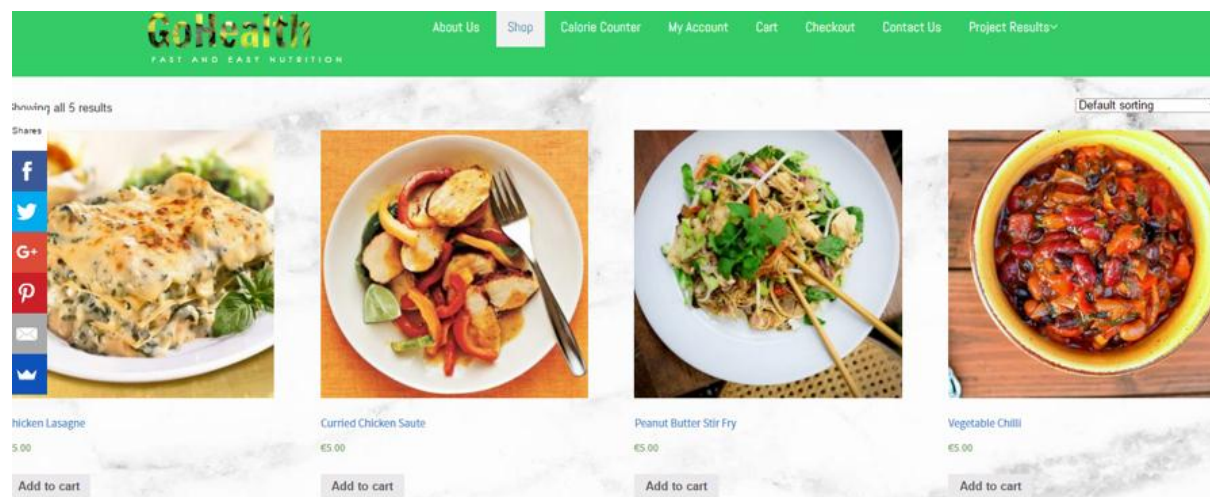 GoHealth
FAST AND EASY NUTRITION
About Us Shop Calorie Counter My Account Cart Checkout Contact Us Project Results
Showing all 5 results
Default sorting
Shares
f
G+
hicken Lasagne Curried Chicken Saute Peanut Butter Stir Fry Vegetable Chilli
5.00 €5.00 €5.00 €5.00
Add to cart Add to cart Add to cart Add to cart